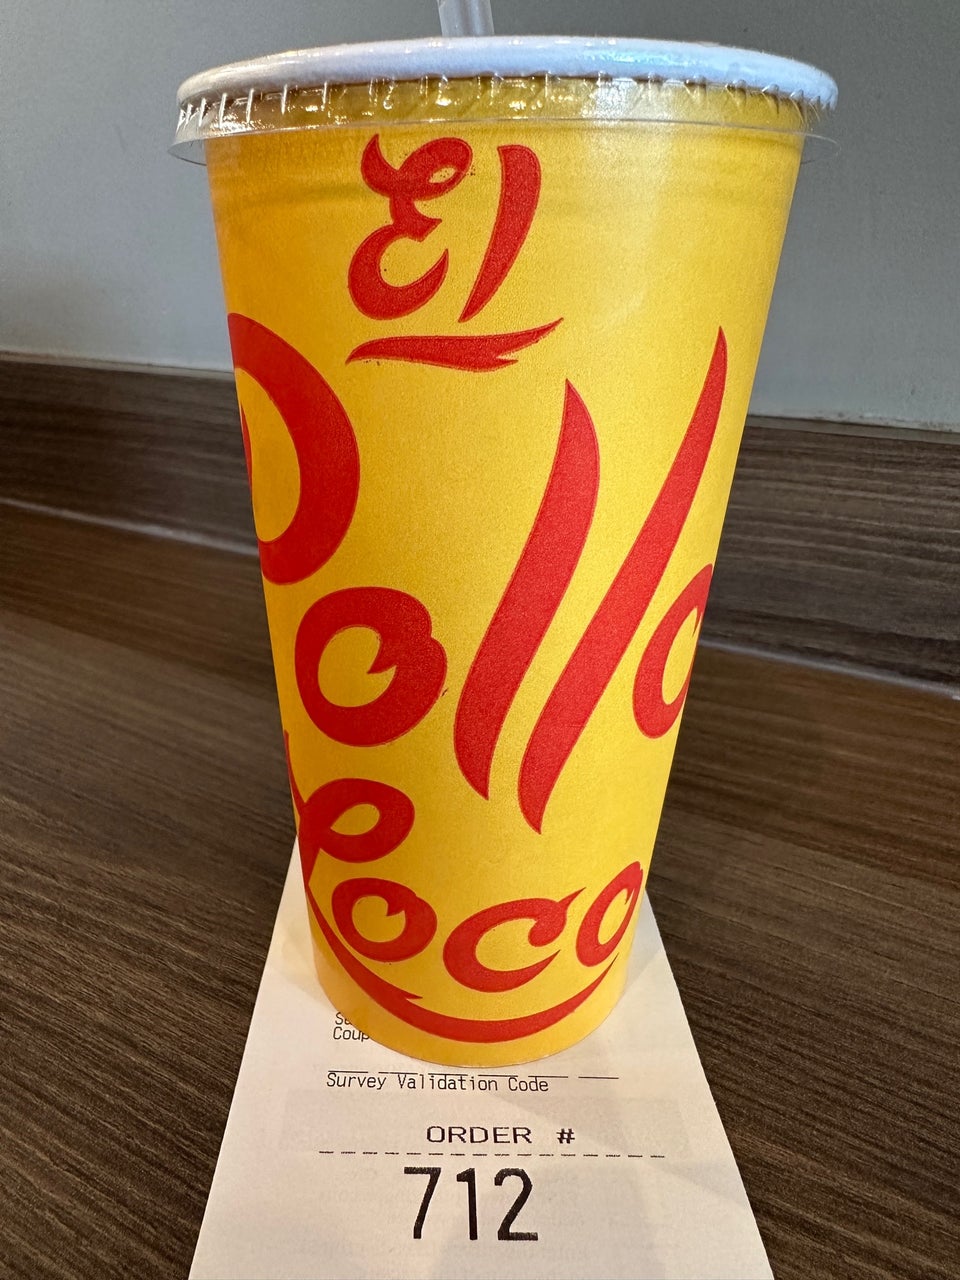 El
Pollo
Loco
Survey Validation Code
ORDER #
712